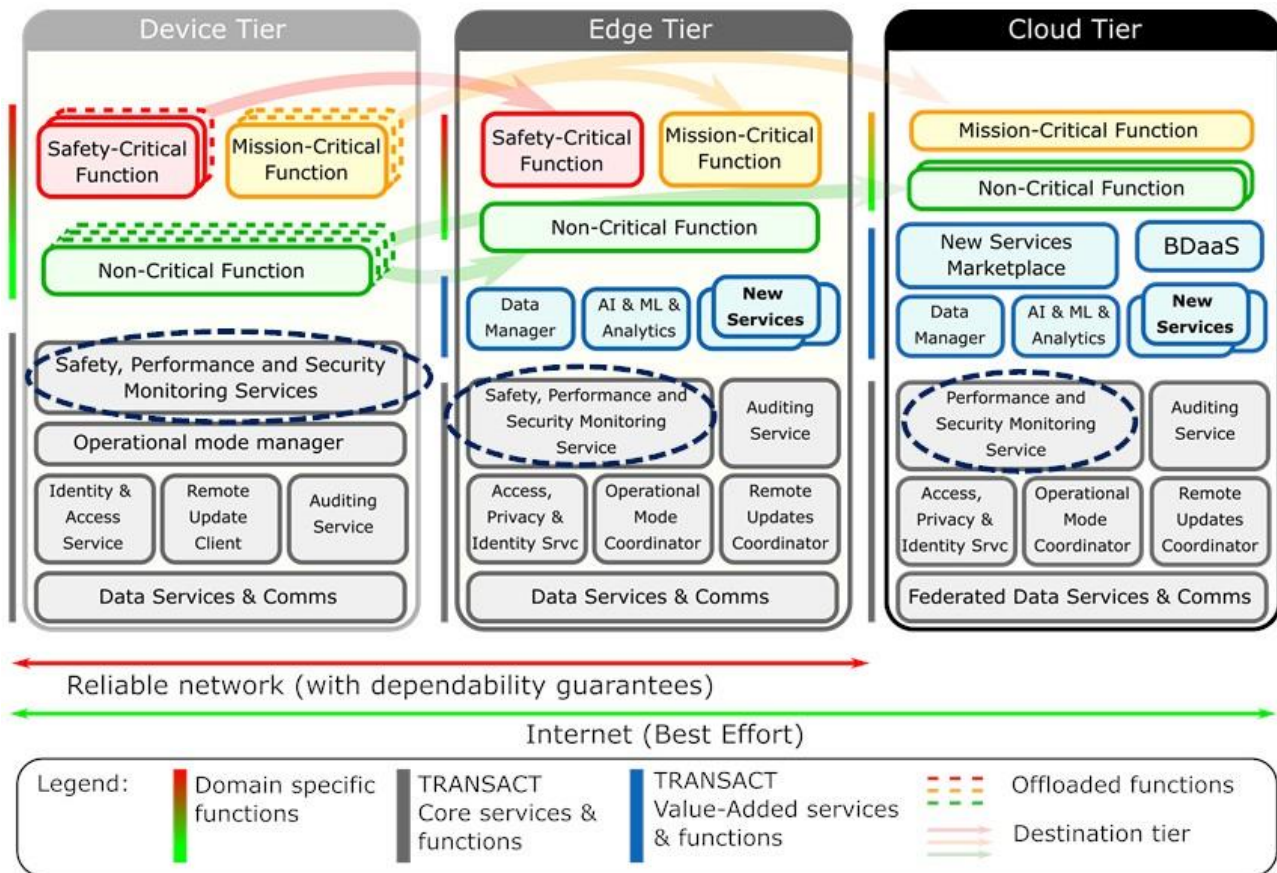 Device Tier
Safety-Critical
Function
Mission-Critical
Function
Non-Critical Function
Safety, Performance and Security
Monitoring Services
Operational mode manager
Identity &
Access
Service
Remote
Update
Client
Auditing
Service
Data Services & Comms
Edge Tier
Safety-Critical
Function
Mission-Critical
Function
Non-Critical Function
Data
Manager
AI & ML &
Analytics
New
Services
Safety, Performance and
Security Monitoring
Service
Auditing
Service
Access,
Privacy &
Identity Srvc
Operational
Mode
Coordinator
Remote
Updates
Coordinator
Data Services & Comms
Cloud Tier
Mission-Critical Function
Non-Critical Function
New Services
Marketplace
BDaaS
Data
Manager
AI & ML &
Analytics
New
Services
Performance and
Security Monitoring
Service
Auditing
Service
Access,
Privacy &
Identity Srvc
Operational
Mode
Coordinator
Remote
Updates
Coordinator
Federated Data Services & Comms
Reliable network (with dependability guarantees)
Internet (Best Effort)
Legend:
Domain specific
functions
TRANSACT
Core services &
functions
TRANSACT
Value-Added services
& functions
Offloaded functions
Destination tier